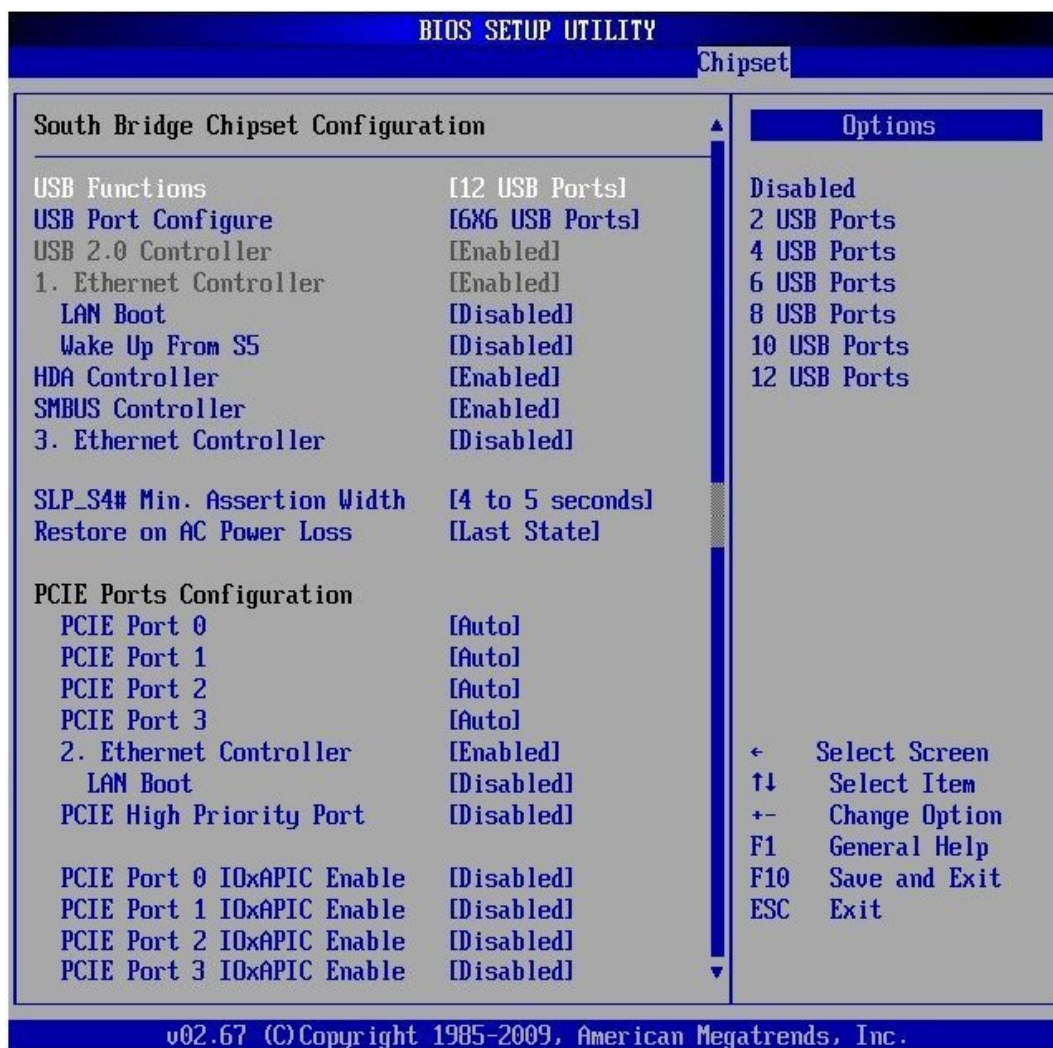 BIOS SETUP UTILITY
Chipset
South Bridge Chipset Configuration
USB Functions [12 USB Ports]
USB Port Configure [6X6 USB Ports]
USB 2.0 Controller [Enabled]
1. Ethernet Controller [Enabled]
LAN Boot [Disabled]
Wake Up From S5 [Disabled]
HDA Controller [Enabled]
SMBUS Controller [Enabled]
3. Ethernet Controller [Disabled]
SLP_S4# Min. Assertion Width [4 to 5 seconds]
Restore on AC Power Loss [Last State]
PCIE Ports Configuration
PCIE Port 0 [Auto]
PCIE Port 1 [Auto]
PCIE Port 2 [Auto]
PCIE Port 3 [Auto]
2. Ethernet Controller [Enabled]
LAN Boot [Disabled]
PCIE High Priority Port [Disabled]
PCIE Port 0 IOxAPIC Enable [Disabled]
PCIE Port 1 IOxAPIC Enable [Disabled]
PCIE Port 2 IOxAPIC Enable [Disabled]
PCIE Port 3 IOxAPIC Enable [Disabled]
Options
Disabled
2 USB Ports
4 USB Ports
6 USB Ports
8 USB Ports
10 USB Ports
12 USB Ports
← Select Screen
↑↓ Select Item
+- Change Option
F1 General Help
F10 Save and Exit
ESC Exit
v02.67 (C)Copyright 1985-2009, American Megatrends, Inc.